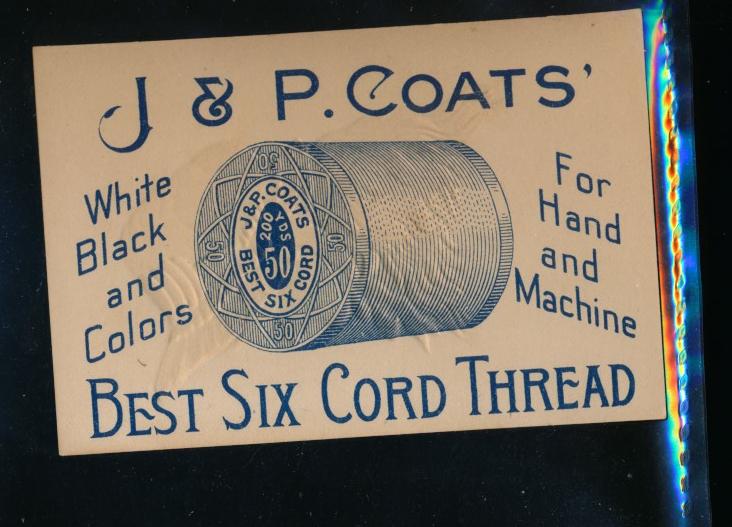 J & P. COATS'
White
Black
and
Colors
50
50
50
50
J.&P. COATS
200
YDS
50
BEST SIX CORD
For
Hand
and
Machine
BEST SIX CORD THREAD